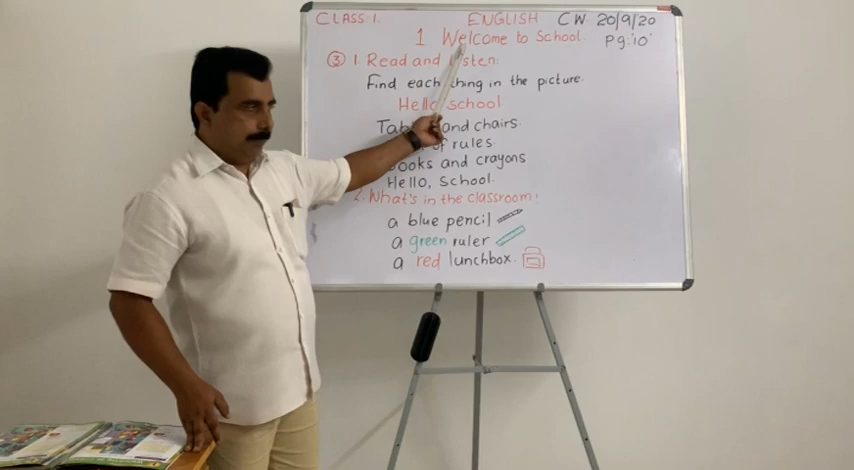 CLASS:1. ENGLISH C.W 20/9/20
1 Welcome to School. Pg:'10'
③ 1. Read and listen:
Find each thing in the picture.
Hello school.
and chairs.
of rules.
Books and crayons
Hello, School.
2. What's in the classroom?
a blue pencil
a green ruler
a red lunchbox.